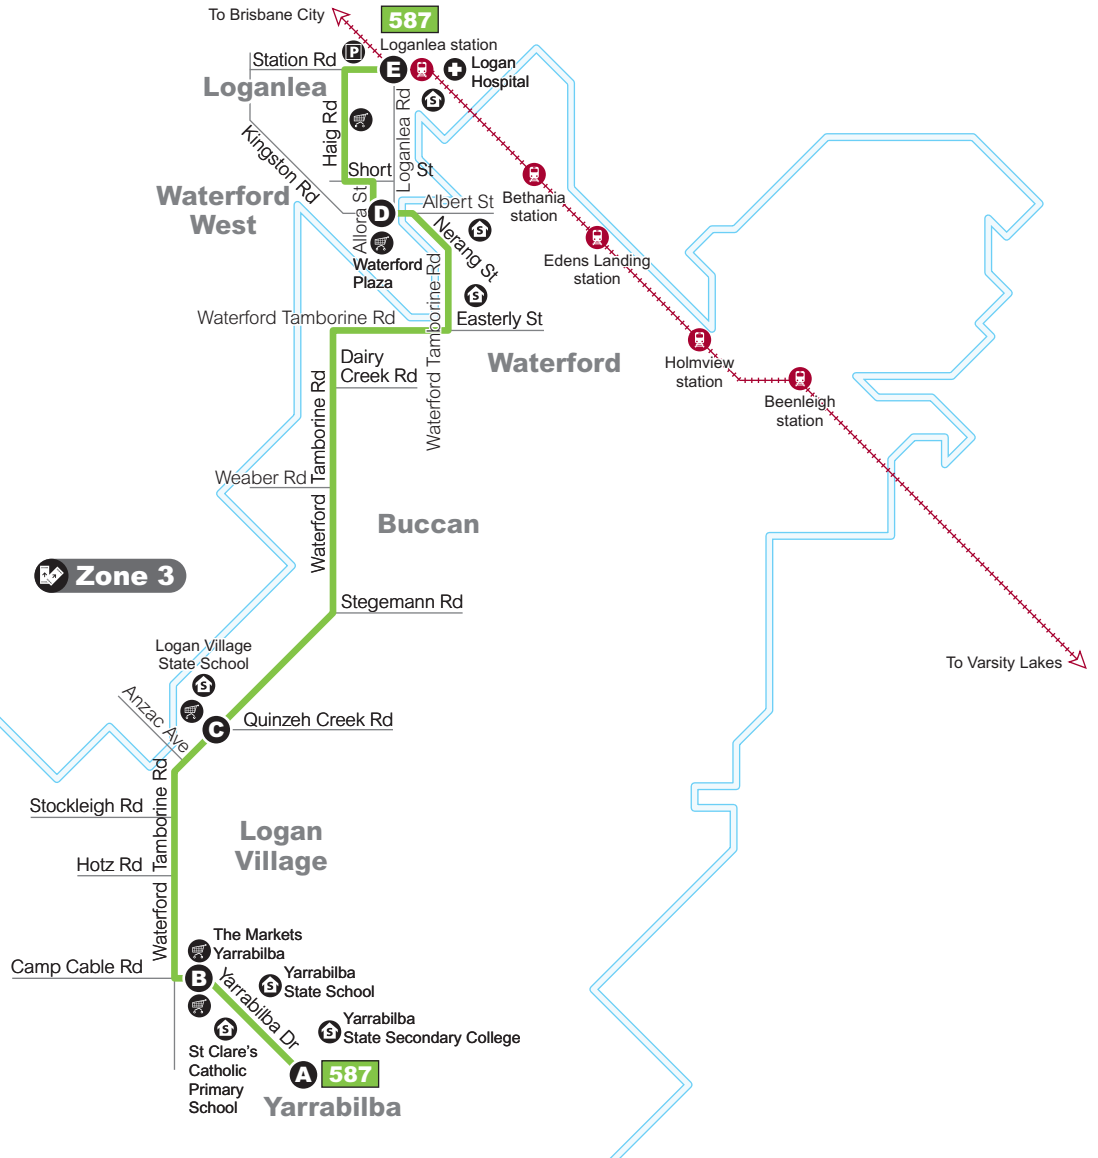 To Brisbane City
587
Loganlea station
P
Station Rd
E
Logan
Hospital
Loganlea
S
Haig Rd
Loganlea Rd
Kingston Rd
Short St
Bethania
station
Waterford
West
Allora St
D
Albert St
S
Nerang St
Edens Landing
station
Waterford
Plaza
Waterford Tamborine Rd
S
Waterford Tamborine Rd
Easterly St
Waterford
Holmview
station
Dairy
Creek Rd
Beenleigh
station
Waterford Tamborine Rd
Weaber Rd
Buccan
Zone 3
Stegemann Rd
Logan Village
State School
S
To Varsity Lakes
Anzac Ave
C
Quinzeh Creek Rd
Waterford Tamborine Rd
Stockleigh Rd
Logan
Village
Hotz Rd
The Markets
Yarrabilba
Camp Cable Rd
B
Yarrabilba Dr
S
Yarrabilba
State School
S
Yarrabilba
State Secondary College
S
St Clare's
Catholic
Primary
School
A
587
Yarrabilba